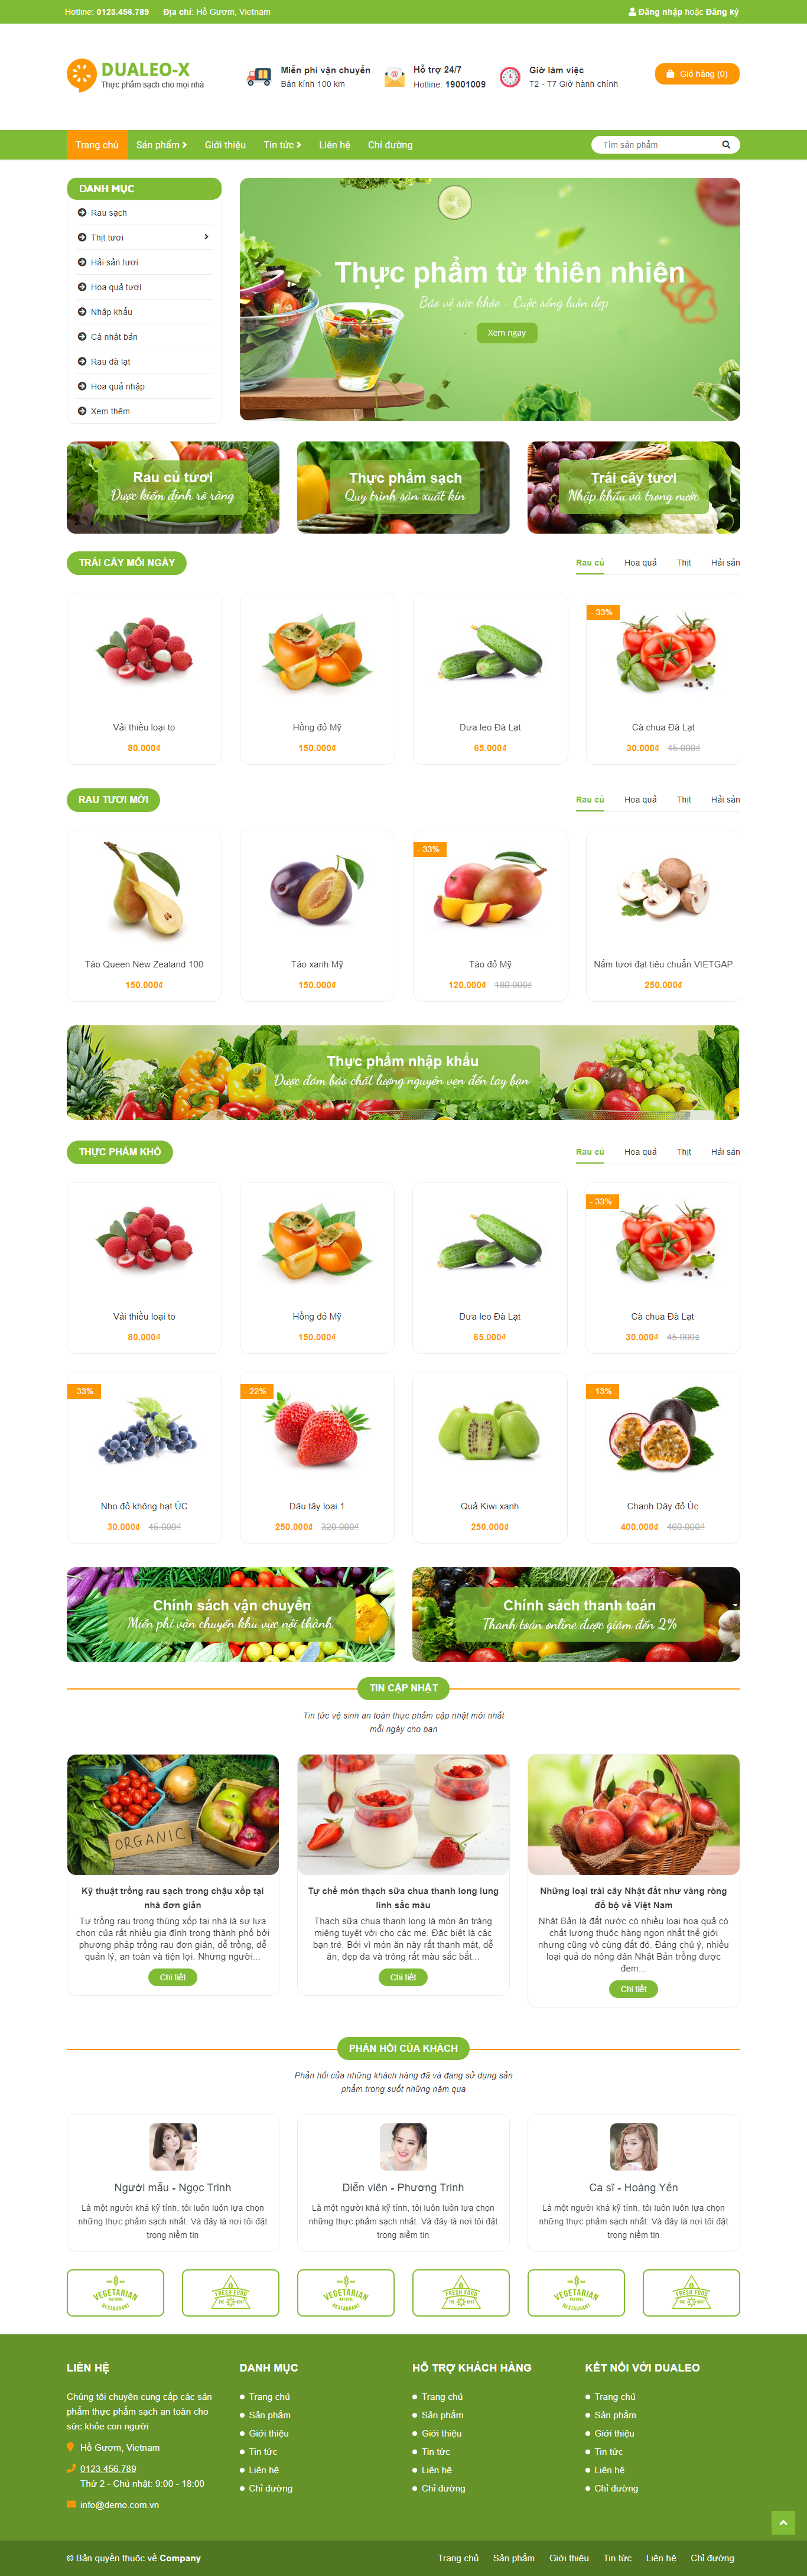 Hotline: 0123.456.789 Địa chỉ: Hồ Gươm, Vietnam Đăng nhập hoặc Đăng ký
DUALEO-X
Thực phẩm sạch cho mọi nhà
Miễn phí vận chuyển
Bán kính 100 km
Hỗ trợ 24/7
Hotline: 19001009
Giờ làm việc
T2 - T7 Giờ hành chính
Giỏ hàng (0)
Trang chủ Sản phẩm Giới thiệu Tin tức Liên hệ Chỉ đường Tìm sản phẩm
DANH MỤC
Rau sạch
Thịt tươi
Hải sản tươi
Hoa quả tươi
Nhập khẩu
Cá nhật bản
Rau đà lạt
Hoa quả nhập
Xem thêm
Thực phẩm từ thiên nhiên
Bảo vệ sức khỏe - Cuộc sống luôn đẹp
Xem ngay
Rau củ tươi
Được kiểm định rõ ràng
Thực phẩm sạch
Quy trình sản xuất kín
Trái cây tươi
Nhập khẩu và trong nước
TRÁI CÂY MỖI NGÀY Rau củ Hoa quả Thịt Hải sản
- 33%
Vải thiều loại to Hồng đỏ Mỹ Dưa leo Đà Lạt Cà chua Đà Lạt
80.000₫ 150.000₫ 65.000₫ 30.000₫ 45.000₫
RAU TƯƠI MỚI Rau củ Hoa quả Thịt Hải sản
- 33%
Táo Queen New Zealand 100 Táo xanh Mỹ Táo đỏ Mỹ Nấm tươi đạt tiêu chuẩn VIETGAP
150.000₫ 150.000₫ 120.000₫ 180.000₫ 250.000₫
Thực phẩm nhập khẩu
Được đảm bảo chất lượng nguyên vẹn đến tay bạn
THỰC PHẨM KHÔ Rau củ Hoa quả Thịt Hải sản
- 33%
Vải thiều loại to Hồng đỏ Mỹ Dưa leo Đà Lạt Cà chua Đà Lạt
80.000₫ 150.000₫ 65.000₫ 30.000₫ 45.000₫
- 33% - 22% - 13%
Nho đỏ không hạt ÚC Dâu tây loại 1 Quả Kiwi xanh Chanh Dây đỏ Úc
30.000₫ 45.000₫ 250.000₫ 320.000₫ 250.000₫ 400.000₫ 460.000₫
Chính sách vận chuyển
Miễn phí vận chuyển khu vực nội thành
Chính sách thanh toán
Thanh toán online được giảm đến 2%
TIN CẬP NHẬT
Tin tức vệ sinh an toàn thực phẩm cập nhật mới nhất
mỗi ngày cho bạn
ORGANIC
Kỹ thuật trồng rau sạch trong chậu xốp tại
nhà đơn giản
Tự trồng rau trong thùng xốp tại nhà là sự lựa
chọn của rất nhiều gia đình trong thành phố bởi
phương pháp trồng rau đơn giản, dễ trồng, dễ
quản lý, an toàn và tiện lợi. Nhưng người...
Chi tiết
Tự chế món thạch sữa chua thanh long lung
linh sắc màu
Thạch sữa chua thanh long là món ăn tráng
miệng tuyệt vời cho các mẹ. Đặc biệt là các
bạn trẻ. Bởi vì món ăn này rất thanh mát, dễ
ăn, đẹp da và trông rất màu sắc bắt...
Chi tiết
Những loại trái cây Nhật đắt như vàng ròng
đổ bộ về Việt Nam
Nhật Bản là đất nước có nhiều loại hoa quả có
chất lượng thuộc hàng ngon nhất thế giới
nhưng cũng vô cùng đắt đỏ. Đáng chú ý, nhiều
loại quả do nông dân Nhật Bản trồng được
đem...
Chi tiết
PHẢN HỒI CỦA KHÁCH
Phản hồi của những khách hàng đã và đang sử dụng sản
phẩm trong suốt những năm qua
Người mẫu - Ngọc Trinh
Là một người khá kỹ tính, tôi luôn luôn lựa chọn
những thực phẩm sạch nhất. Và đây là nơi tôi đặt
trọng niềm tin
Diễn viên - Phương Trinh
Là một người khá kỹ tính, tôi luôn luôn lựa chọn
những thực phẩm sạch nhất. Và đây là nơi tôi đặt
trọng niềm tin
Ca sĩ - Hoàng Yến
Là một người khá kỹ tính, tôi luôn luôn lựa chọn
những thực phẩm sạch nhất. Và đây là nơi tôi đặt
trọng niềm tin
VEGETARIAN
NATURAL
RESTAURANT
FRESH FOOD
THE BEST
VEGETARIAN
NATURAL
RESTAURANT
FRESH FOOD
THE BEST
VEGETARIAN
NATURAL
RESTAURANT
FRESH FOOD
THE BEST
LIÊN HỆ
Chúng tôi chuyên cung cấp các sản
phẩm thực phẩm sạch an toàn cho
sức khỏe con người
Hồ Gươm, Vietnam
0123.456.789
Thứ 2 - Chủ nhật: 9:00 - 18:00
info@demo.com.vn
DANH MỤC
Trang chủ
Sản phẩm
Giới thiệu
Tin tức
Liên hệ
Chỉ đường
HỖ TRỢ KHÁCH HÀNG
Trang chủ
Sản phẩm
Giới thiệu
Tin tức
Liên hệ
Chỉ đường
KẾT NỐI VỚI DUALEO
Trang chủ
Sản phẩm
Giới thiệu
Tin tức
Liên hệ
Chỉ đường
© Bản quyền thuộc về Company Trang chủ Sản phẩm Giới thiệu Tin tức Liên hệ Chỉ đường